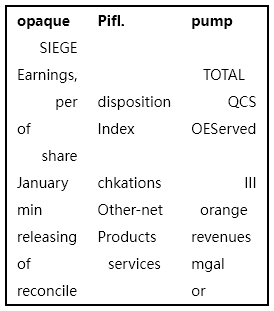 opaque Pifl. pump
SIEGE
Earnings, TOTAL
per disposition QCS
of Index OEServed
share
January chkations III
min Other-net orange
releasing Products revenues
of services mgal
reconcile or